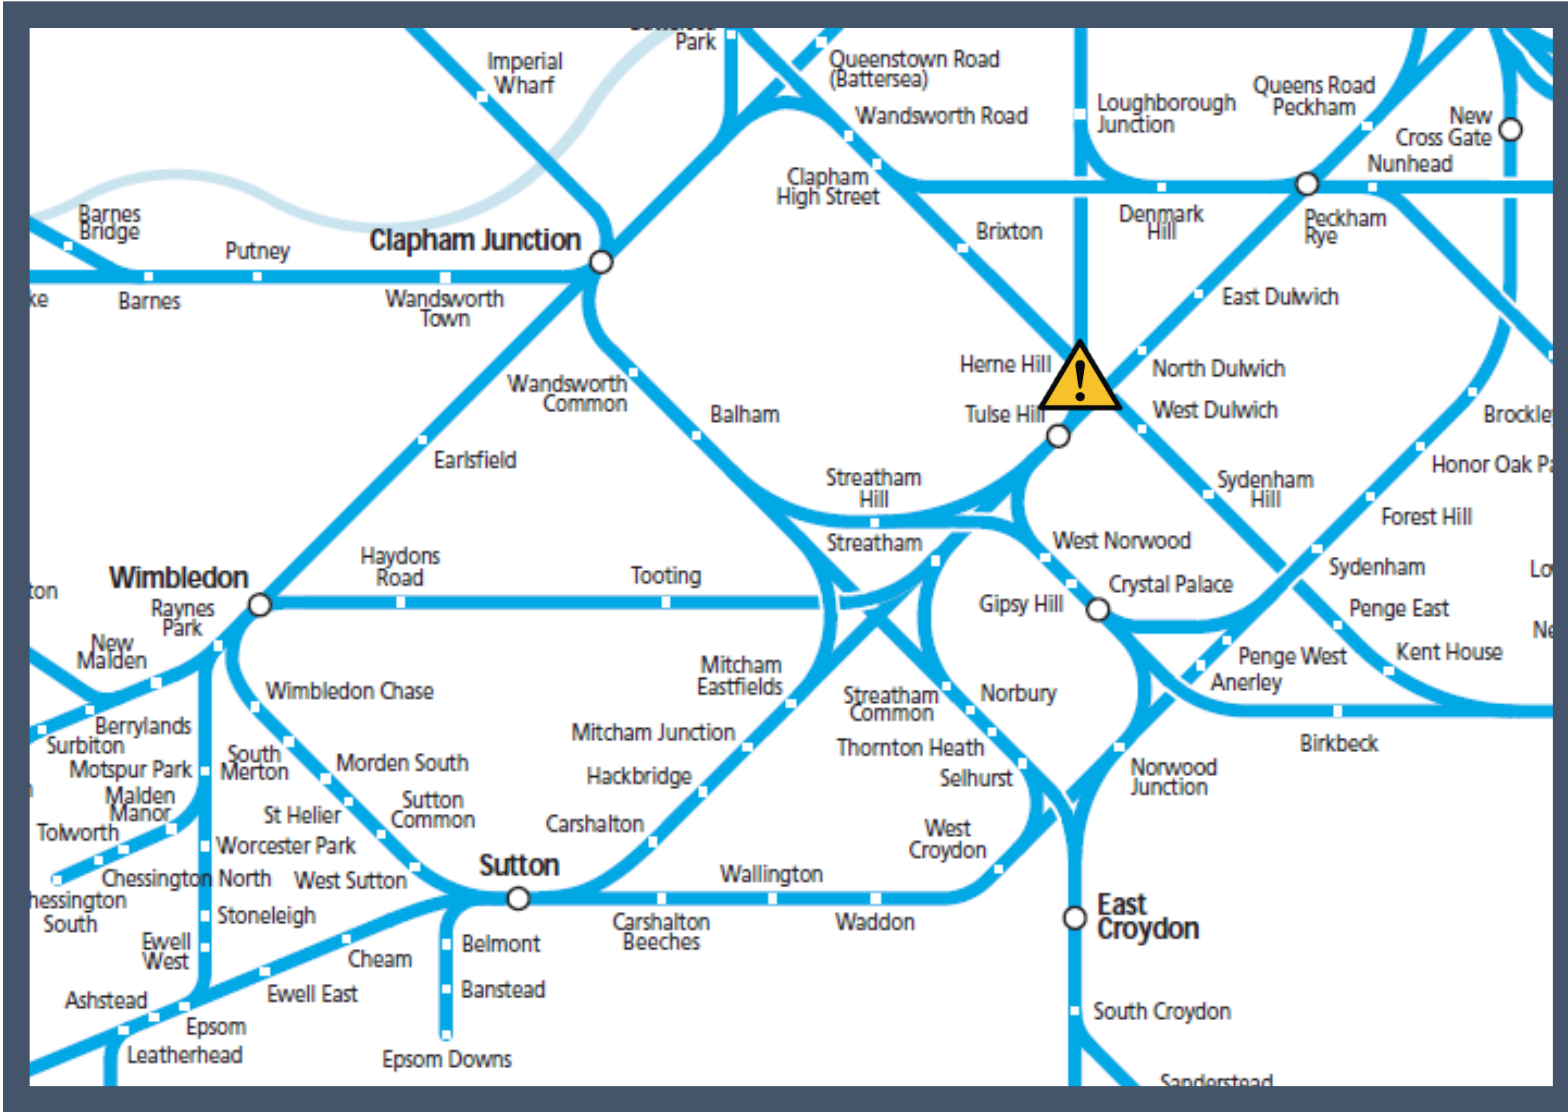 Park
Imperial
Wharf
Queenstown Road
(Battersea)
Wandsworth Road
Loughborough
Junction
Queens Road
Peckham
New
Cross Gate
Nunhead
Clapham
High Street
Denmark
Hill
Peckham
Rye
Barnes
Bridge
Putney
Clapham Junction
Brixton
ke
Barnes
Wandsworth
Town
East Dulwich
Herne Hill
!
North Dulwich
Wandsworth
Common
Balham
Tulse Hill
West Dulwich
Brockley
Earlsfield
Streatham
Hill
Sydenham
Hill
Honor Oak Pa
Forest Hill
Streatham
West Norwood
Sydenham
Haydons
Road
Tooting
Wimbledon
Crystal Palace
Lo
ton
Raynes
Park
Gipsy Hill
Penge East
New
Malden
Ne
Penge West
Kent House
Mitcham
Eastfields
Anerley
Wimbledon Chase
Streatham
Common
Norbury
Berrylands
Surbiton
Mitcham Junction
Thornton Heath
Birkbeck
South
Merton
Morden South
Motspur Park
Hackbridge
Selhurst
Norwood
Junction
Malden
Manor
St Helier
Sutton
Common
Tolworth
Carshalton
West
Croydon
Worcester Park
Sutton
Wallington
Chessington North
West Sutton
hessington
South
Stoneleigh
Carshalton
Beeches
Waddon
East
Croydon
Ewell
West
Belmont
Cheam
Ewell East
Banstead
Ashstead
Epsom
South Croydon
Leatherhead
Epsom Downs
Sanderstead